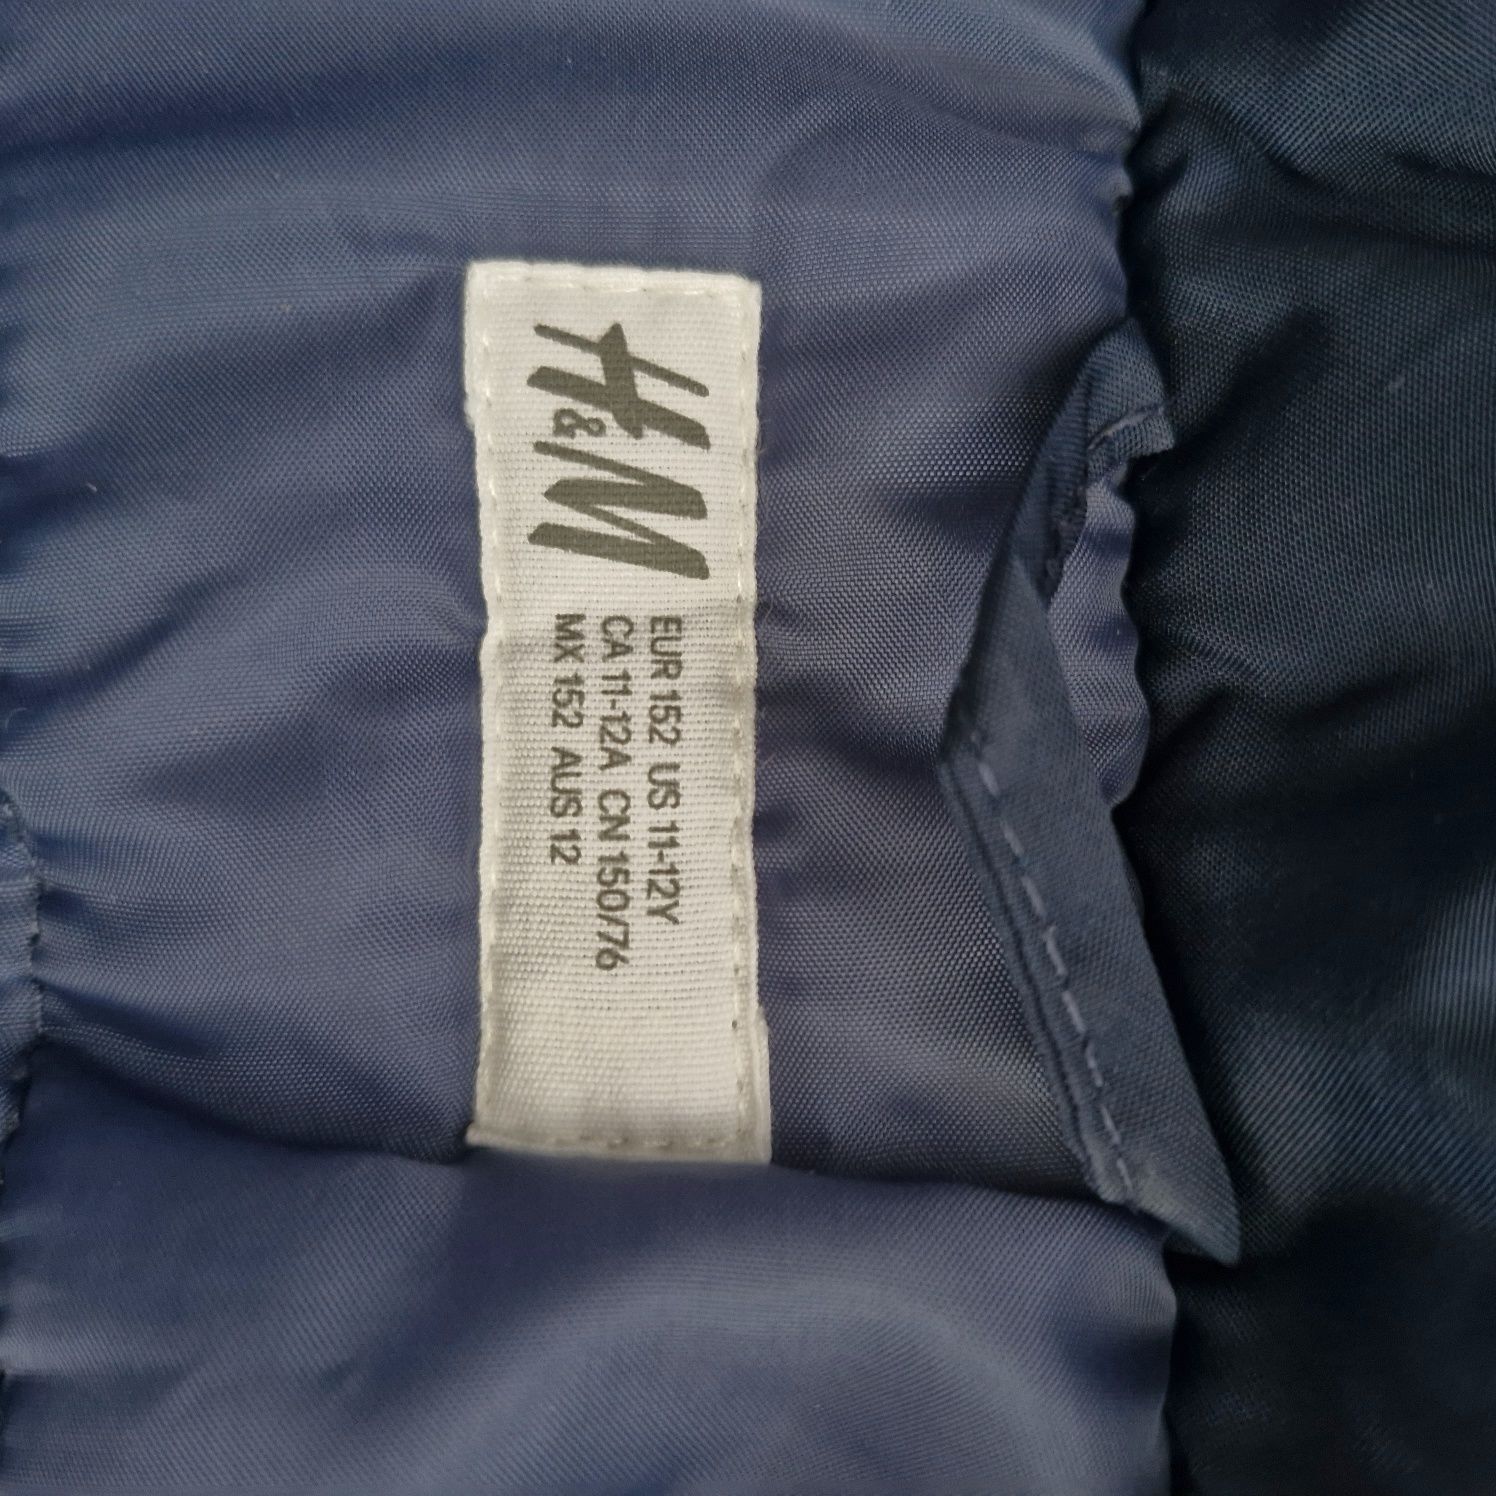 H&M
EUR 152 US 11-12Y
CA 11-12A CN 150/76
MX 152 AUS 12